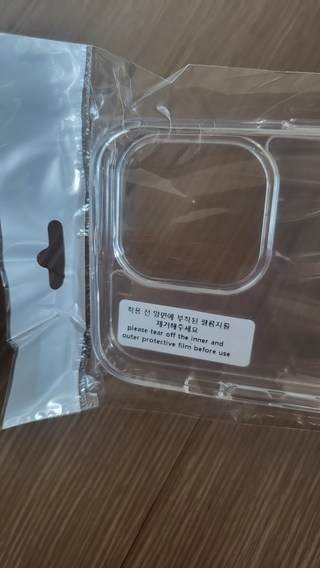 착용 전 양면에 부착된 필름지를
제거해주세요
please tear off the inner and
outer protective film before use